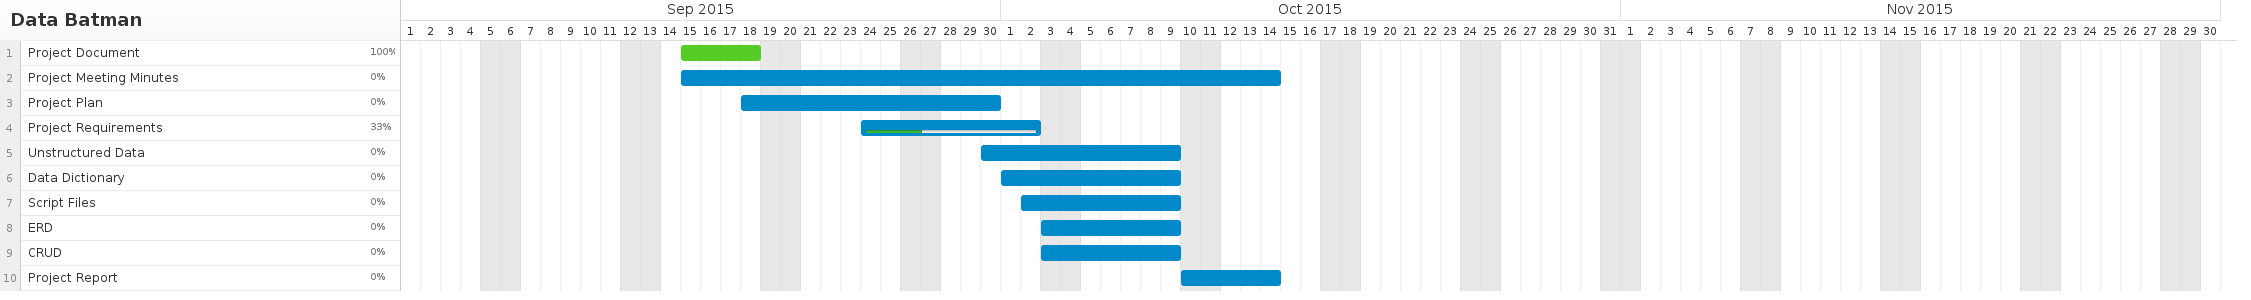 Data Batman
Sep 2015 Oct 2015 Nov 2015
1 2 3 4 5 6 7 8 9 10 11 12 13 14 15 16 17 18 19 20 21 22 23 24 25 26 27 28 29 30 1 2 3 4 5 6 7 8 9 10 11 12 13 14 15 16 17 18 19 20 21 22 23 24 25 26 27 28 29 30 31 1 2 3 4 5 6 7 8 9 10 11 12 13 14 15 16 17 18 19 20 21 22 23 24 25 26 27 28 29 30
1 Project Document 100%
2 Project Meeting Minutes 0%
3 Project Plan 0%
4 Project Requirements 33%
5 Unstructured Data 0%
6 Data Dictionary 0%
7 Script Files 0%
8 ERD 0%
9 CRUD 0%
10 Project Report 0%